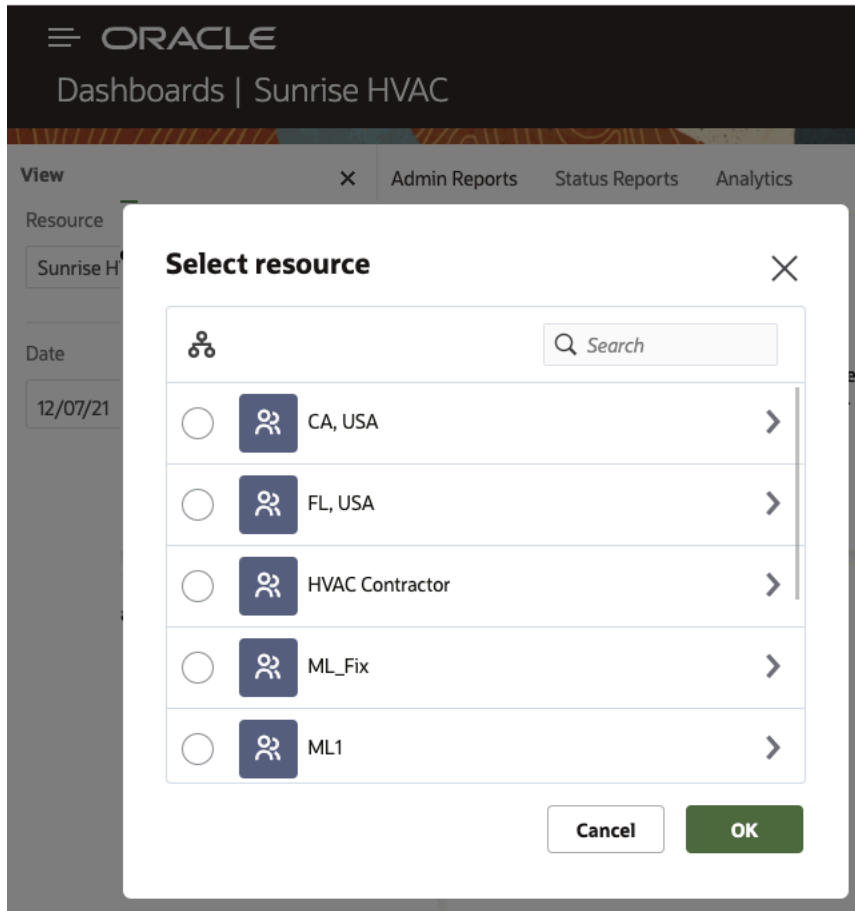 ORACLE
Dashboards | Sunrise HVAC
View
Admin Reports Status Reports Analytics
Resource
Sunrise H
Date
12/07/21
Select resource
Search
CA, USA
FL, USA
HVAC Contractor
ML_Fix
ML1
Cancel OK